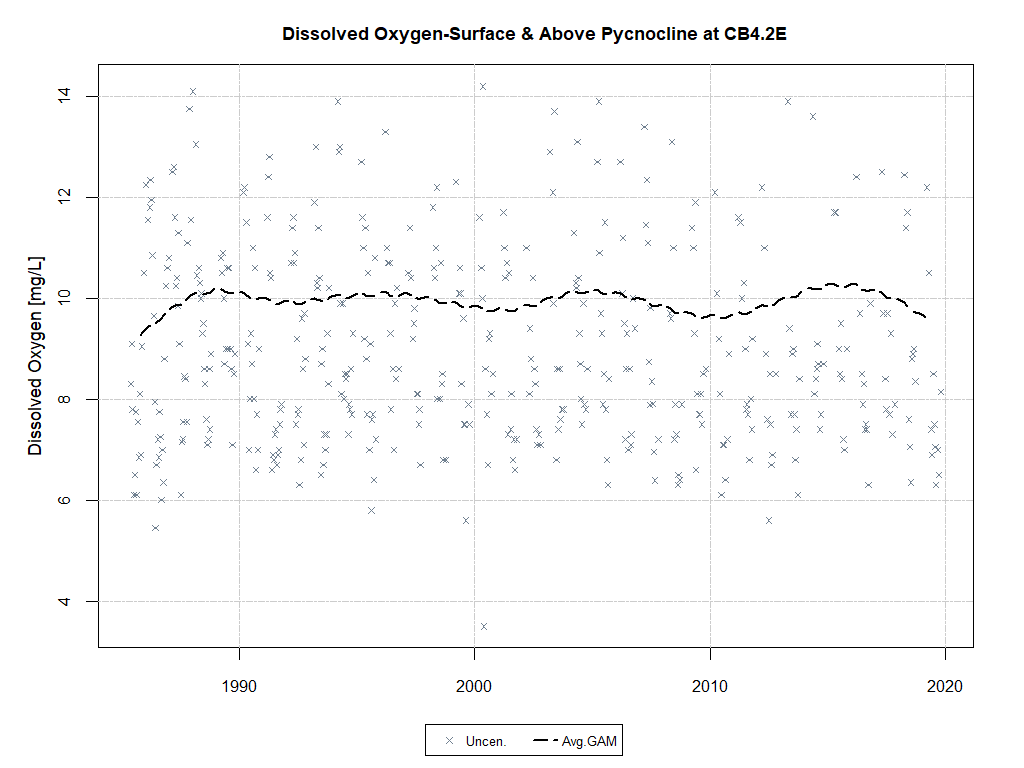 Dissolved Oxygen-Surface & Above Pycnocline at CB4.2E
Dissolved Oxygen [mg/L]
14
12
10
8
6
4
1990 2000 2010 2020
Uncen. Avg.GAM